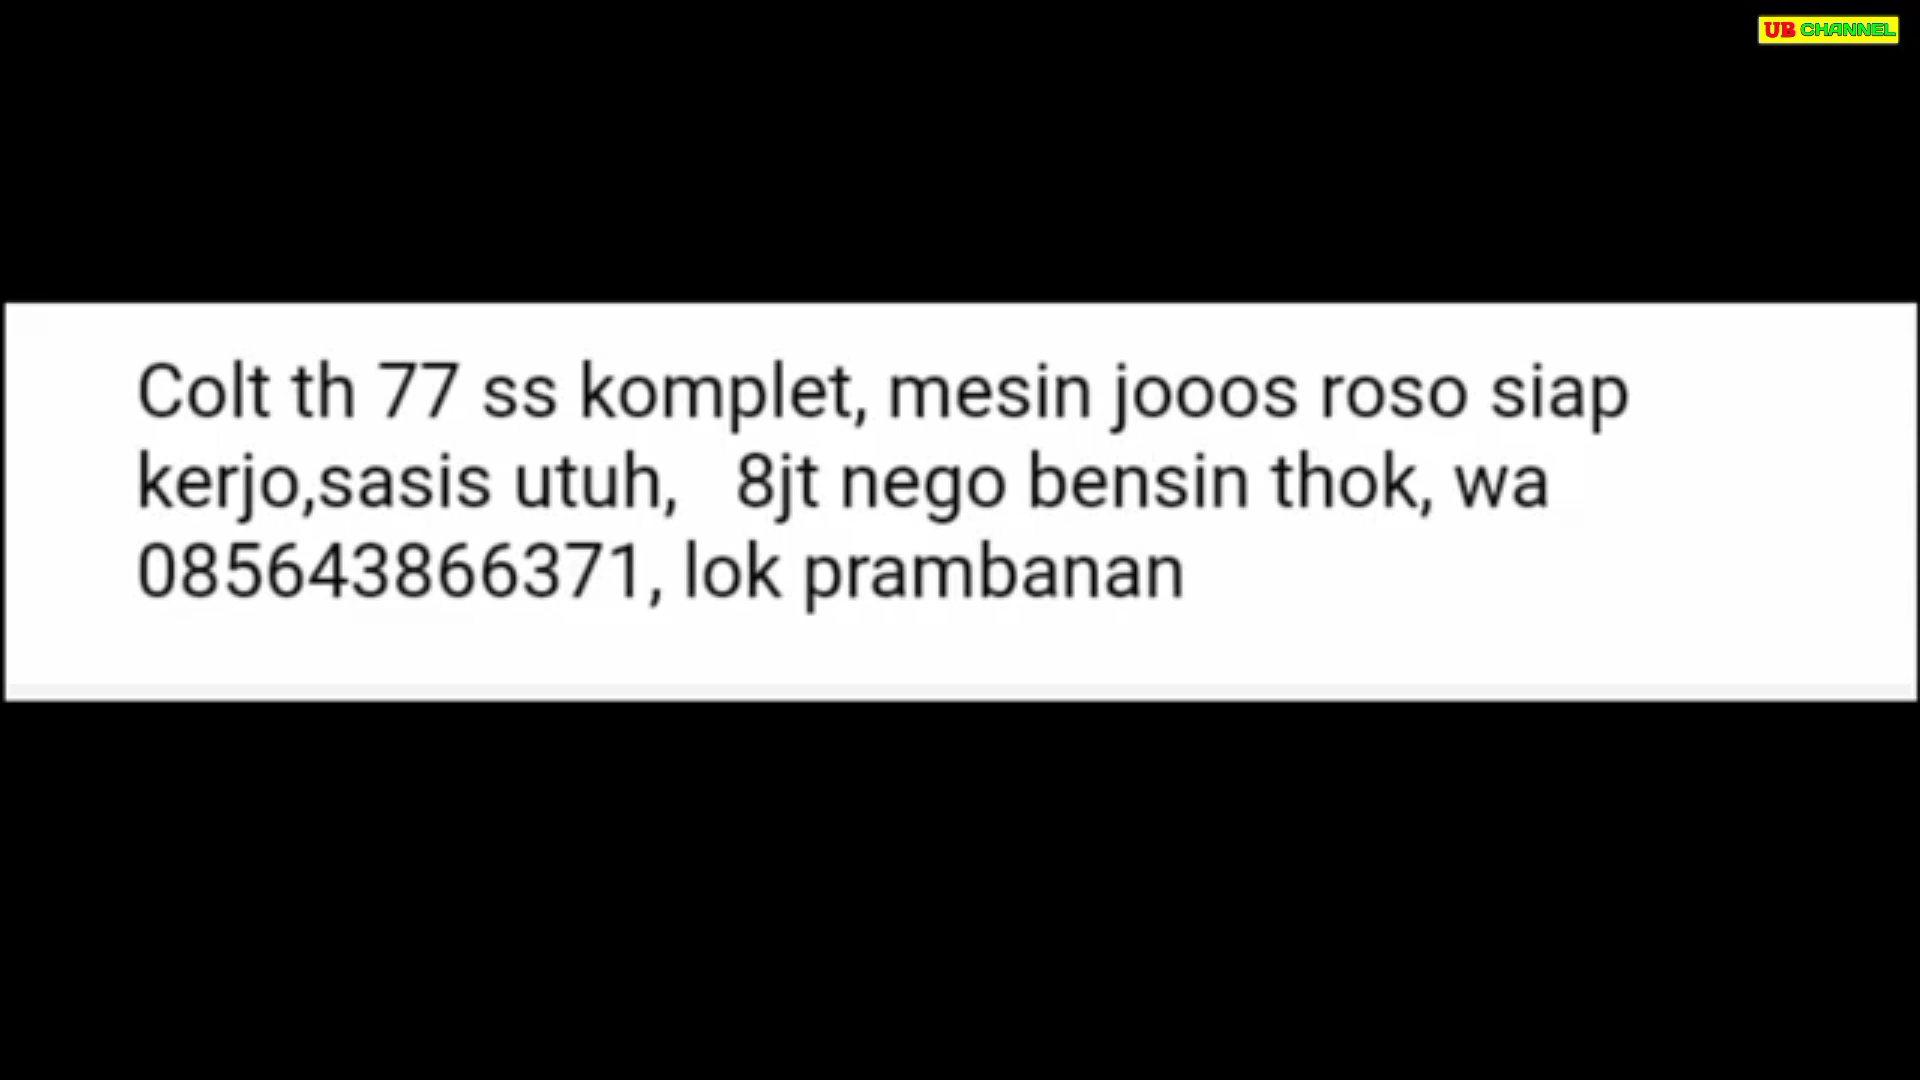 UB CHANNEL
Colt th 77 ss komplet, mesin jooos roso siap
kerjo,sasis utuh,   8jt nego bensin thok, wa
085643866371, lok prambanan